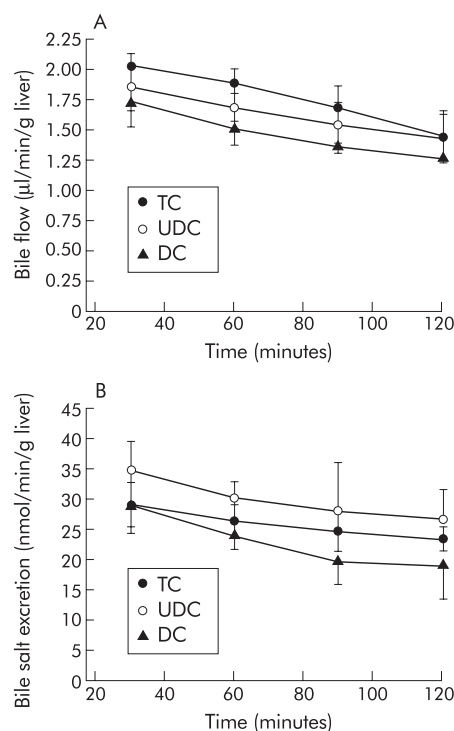 A
2.25
2.00
1.75
1.50
1.25
1.00
0.75
0.50
0.25
0
Bile flow (µl/min/g liver)
TC
UDC
DC
20 40 60 80 100 120
Time (minutes)
B
45
40
35
30
25
20
15
10
5
0
Bile salt excretion (nmol/min/g liver)
TC
UDC
DC
20 40 60 80 100 120
Time (minutes)